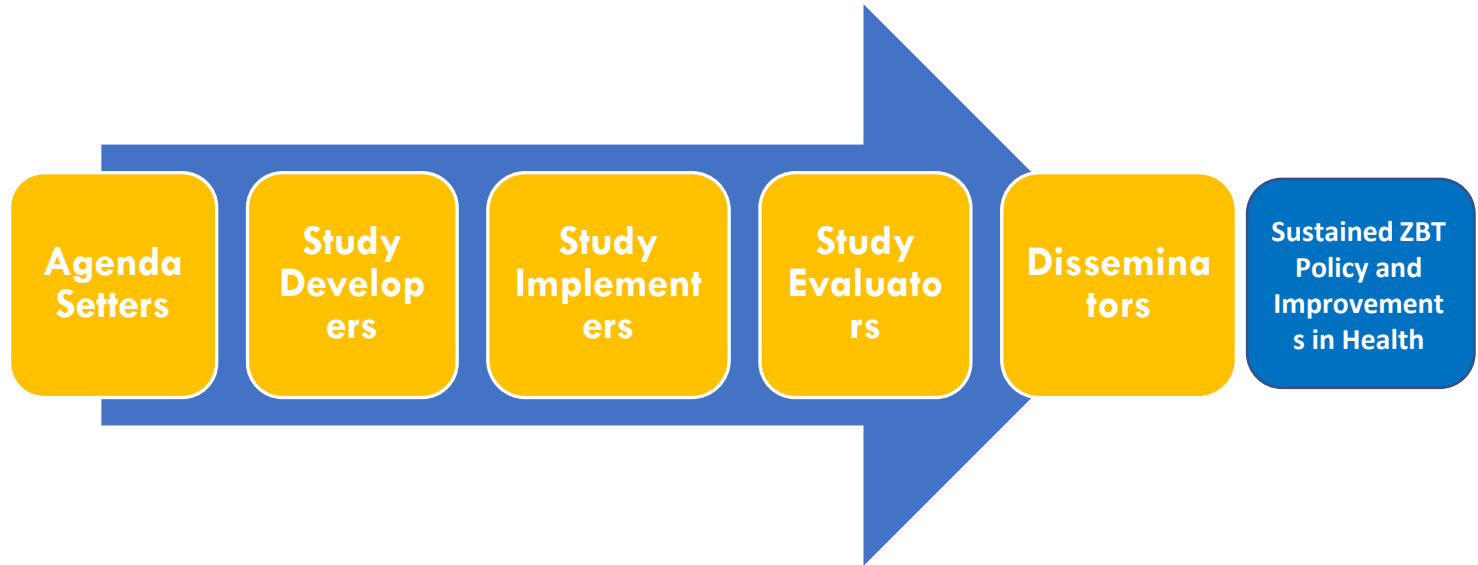 Agenda
Setters
Study
Develop
ers
Study
Implement
ers
Study
Evaluato
rs
Dissemina
tors
Sustained ZBT
Policy and
Improvement
s in Health